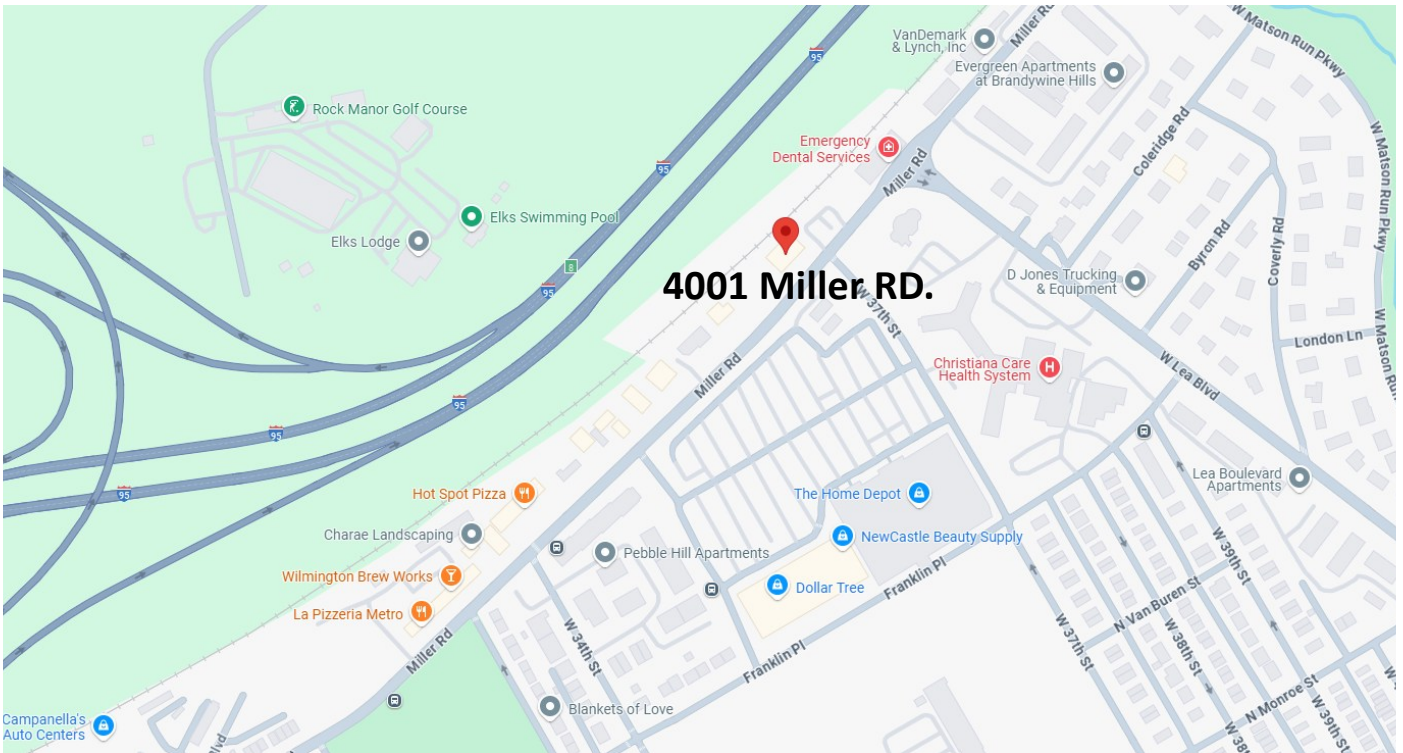 VanDemark
& Lynch, Inc
Miller Rd
W Matson Run Pkwy
Evergreen Apartments
at Brandywine Hills
95
Rock Manor Golf Course
Coleridge Rd
W Matson Run Pkwy
Emergency
Dental Services
95
Miller Rd
Elks Swimming Pool
Elks Lodge
Byron Rd
Coverly Rd
8
4001 Miller RD.
D Jones Trucking
& Equipment
95
W 37th St
London Ln
W Matson Run
Christiana Care
Health System
W Lea Blvd
Miller Rd
95
95
Lea Boulevard
Apartments
95
Hot Spot Pizza
The Home Depot
Charae Landscaping
NewCastle Beauty Supply
Pebble Hill Apartments
W 39th St
Wilmington Brew Works
Dollar Tree
Franklin Pl
N Van Buren St
La Pizzeria Metro
W 34th St
W 37th St
W 38th St
Miller Rd
Franklin Pl
N Monroe St
Blankets of Love
W 39th St
Campanella's
Auto Centers